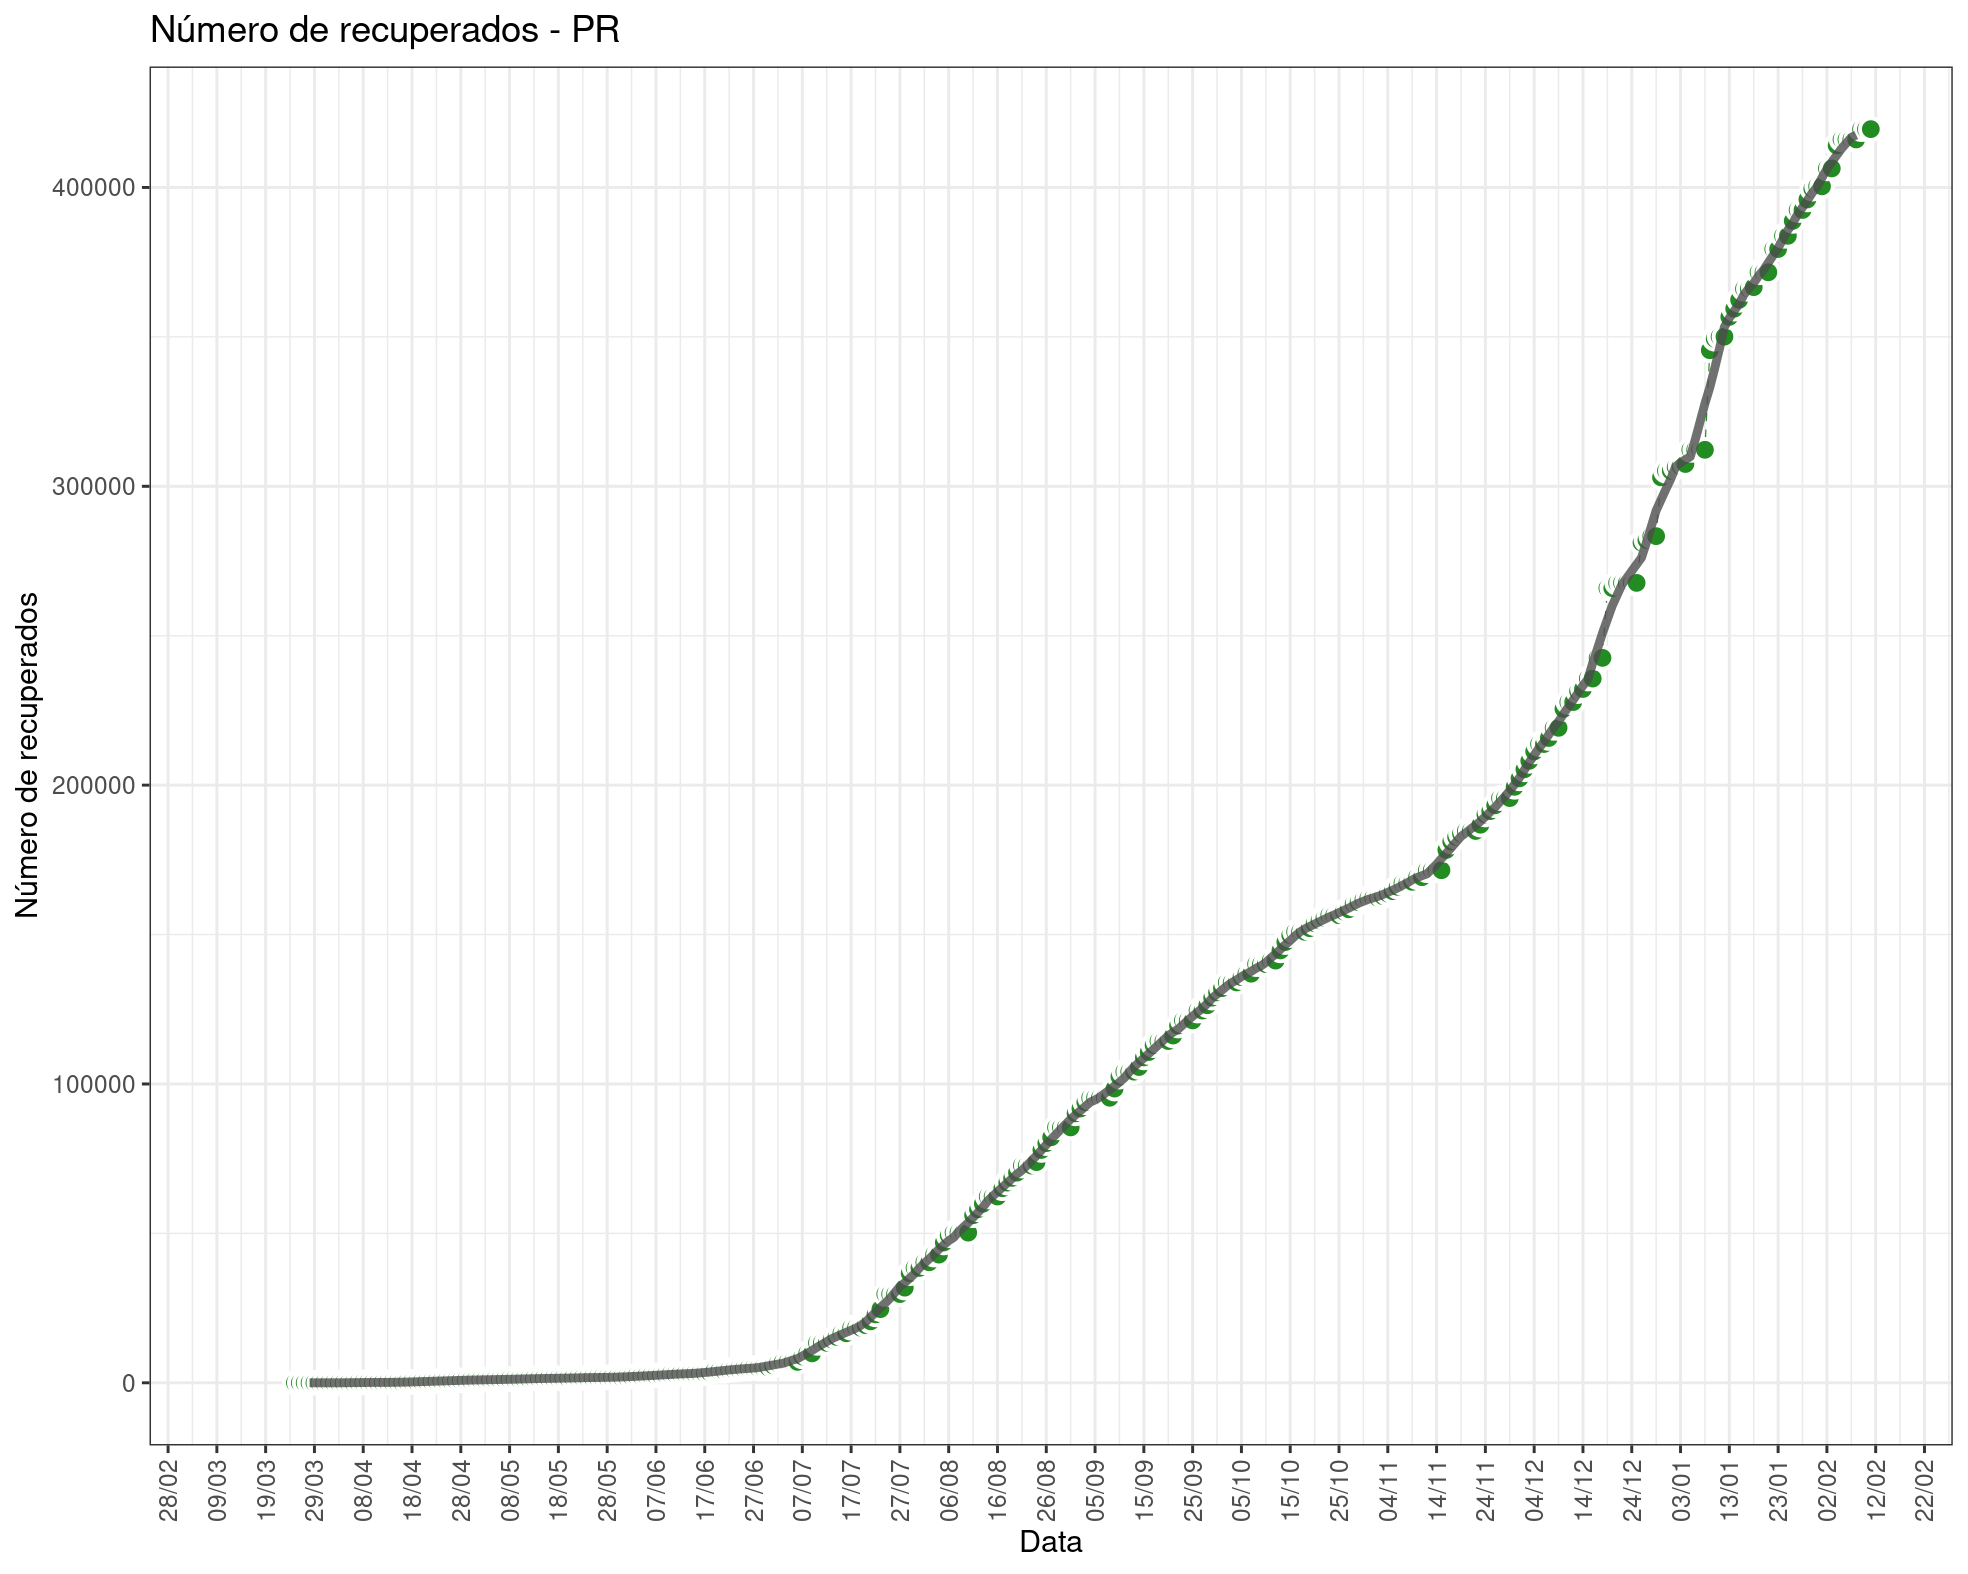 Número de recuperados - PR
Número de recuperados
400000
300000
200000
100000
0
28/02 09/03 19/03 29/03 08/04 18/04 28/04 08/05 18/05 28/05 07/06 17/06 27/06 07/07 17/07 27/07 06/08 16/08 26/08 05/09 15/09 25/09 05/10 15/10 25/10 04/11 14/11 24/11 04/12 14/12 24/12 03/01 13/01 23/01 02/02 12/02 22/02
Data